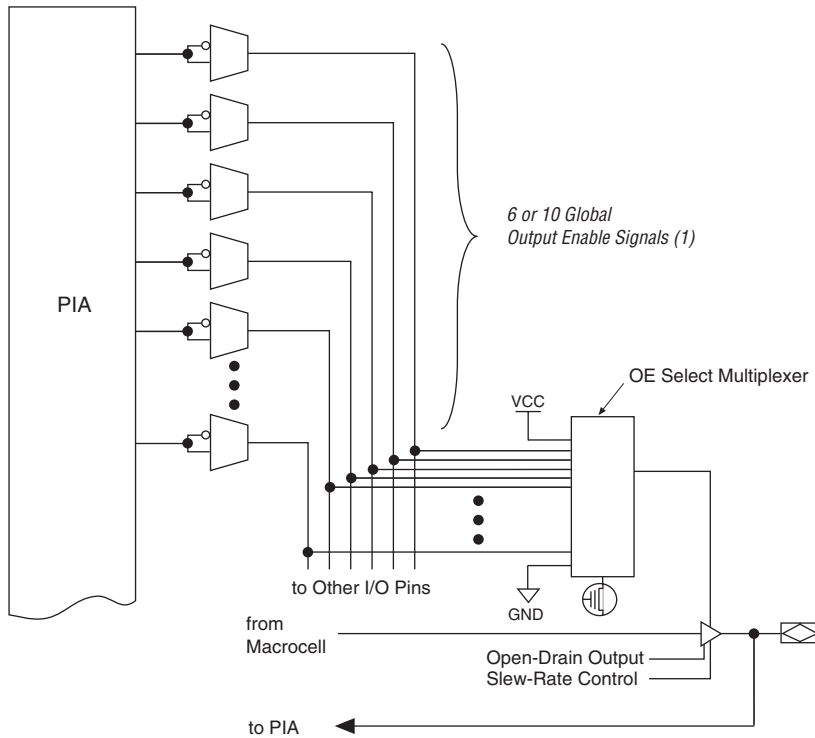 PIA
6 or 10 Global
Output Enable Signals (1)
OE Select Multiplexer
VCC
to Other I/O Pins
GND
from
Macrocell
Open-Drain Output
Slew-Rate Control
to PIA